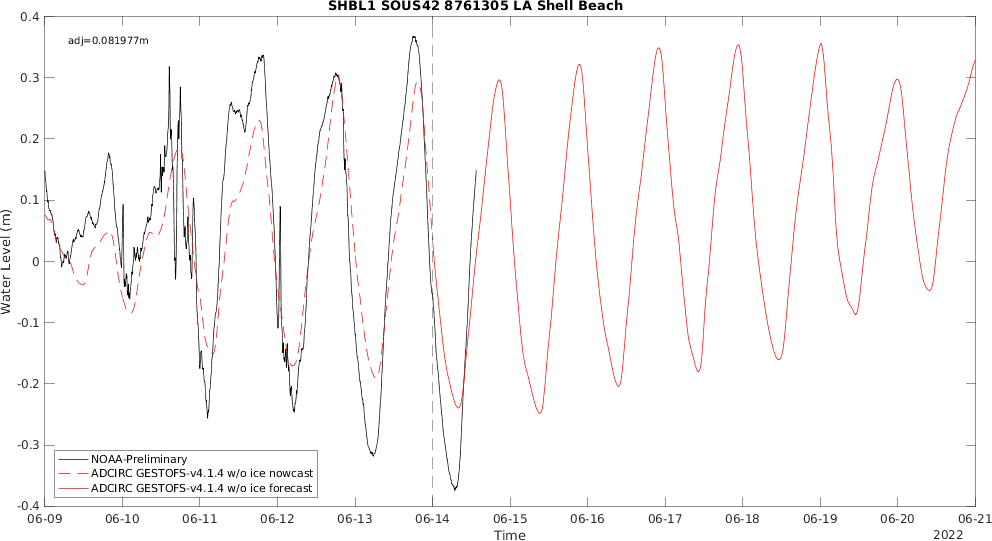 SHBL1 SOUS42 8761305 LA Shell Beach
adj=0.081977m
Water Level (m)
0.4
0.3
0.2
0.1
0
-0.1
-0.2
-0.3
-0.4
NOAA-Preliminary
ADCIRC GESTOFS-v4.1.4 w/o ice nowcast
ADCIRC GESTOFS-v4.1.4 w/o ice forecast
06-09 06-10 06-11 06-12 06-13 06-14 06-15 06-16 06-17 06-18 06-19 06-20 06-21
Time
2022